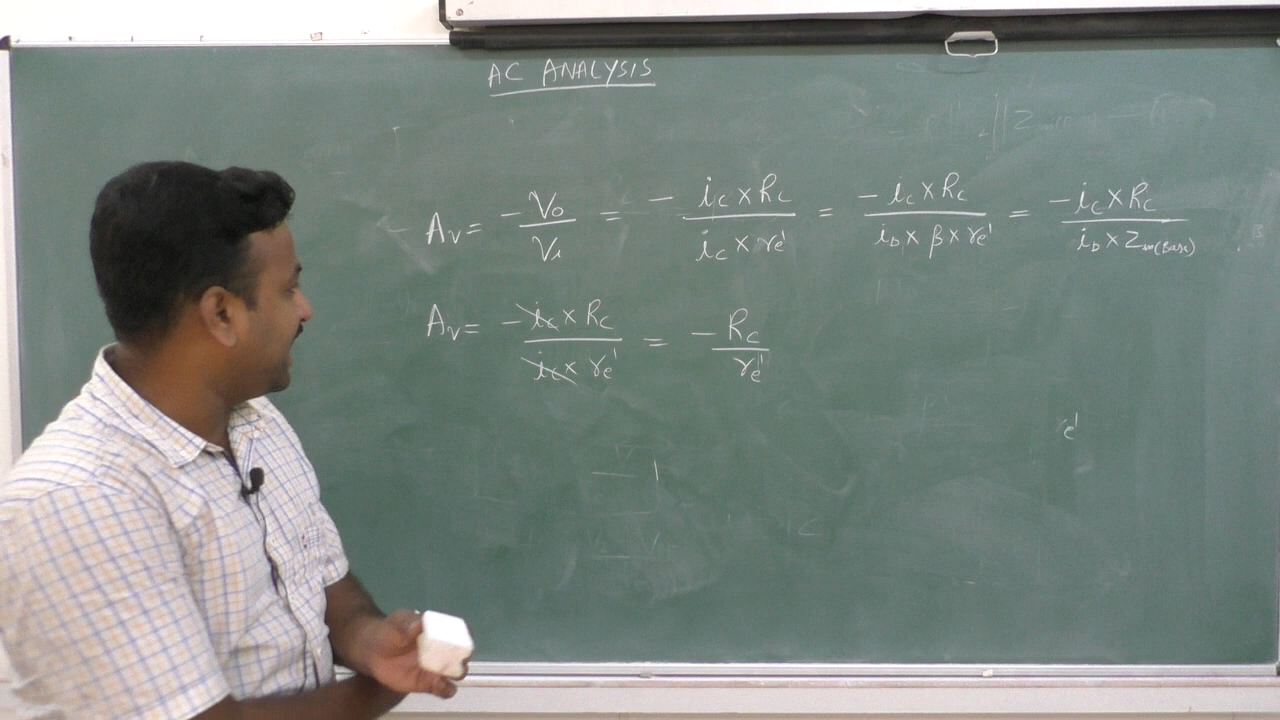 AC ANALYSIS
Av = -Vo/Vi = - ic × Rc / ic × re' = -ic × Rc / ib × β × re' = -ic × Rc / ib × Zin(Base)
Av = -ic × Rc / ic × re' = -Rc / re'
e'